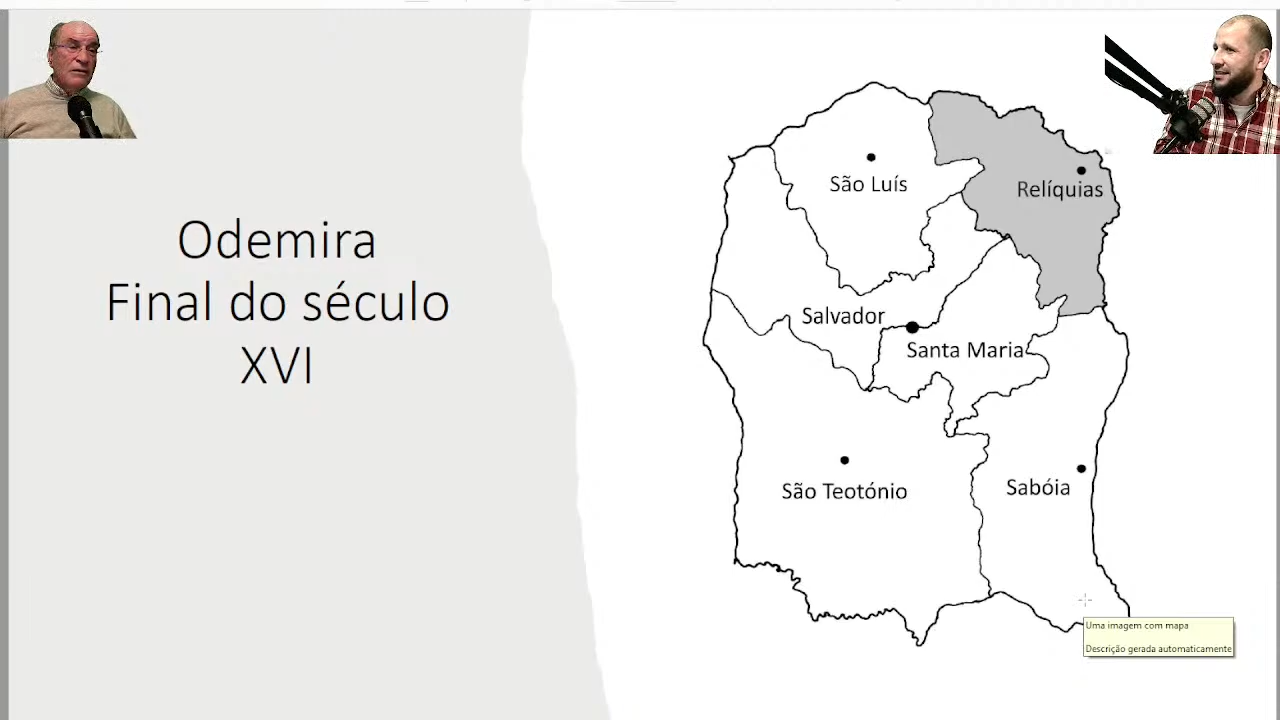 Odemira
Final do século
XVI
São Luís
Relíquias
Salvador
Santa Maria
São Teotónio
Sabóia
Uma imagem com mapa
Descrição gerada automaticamente